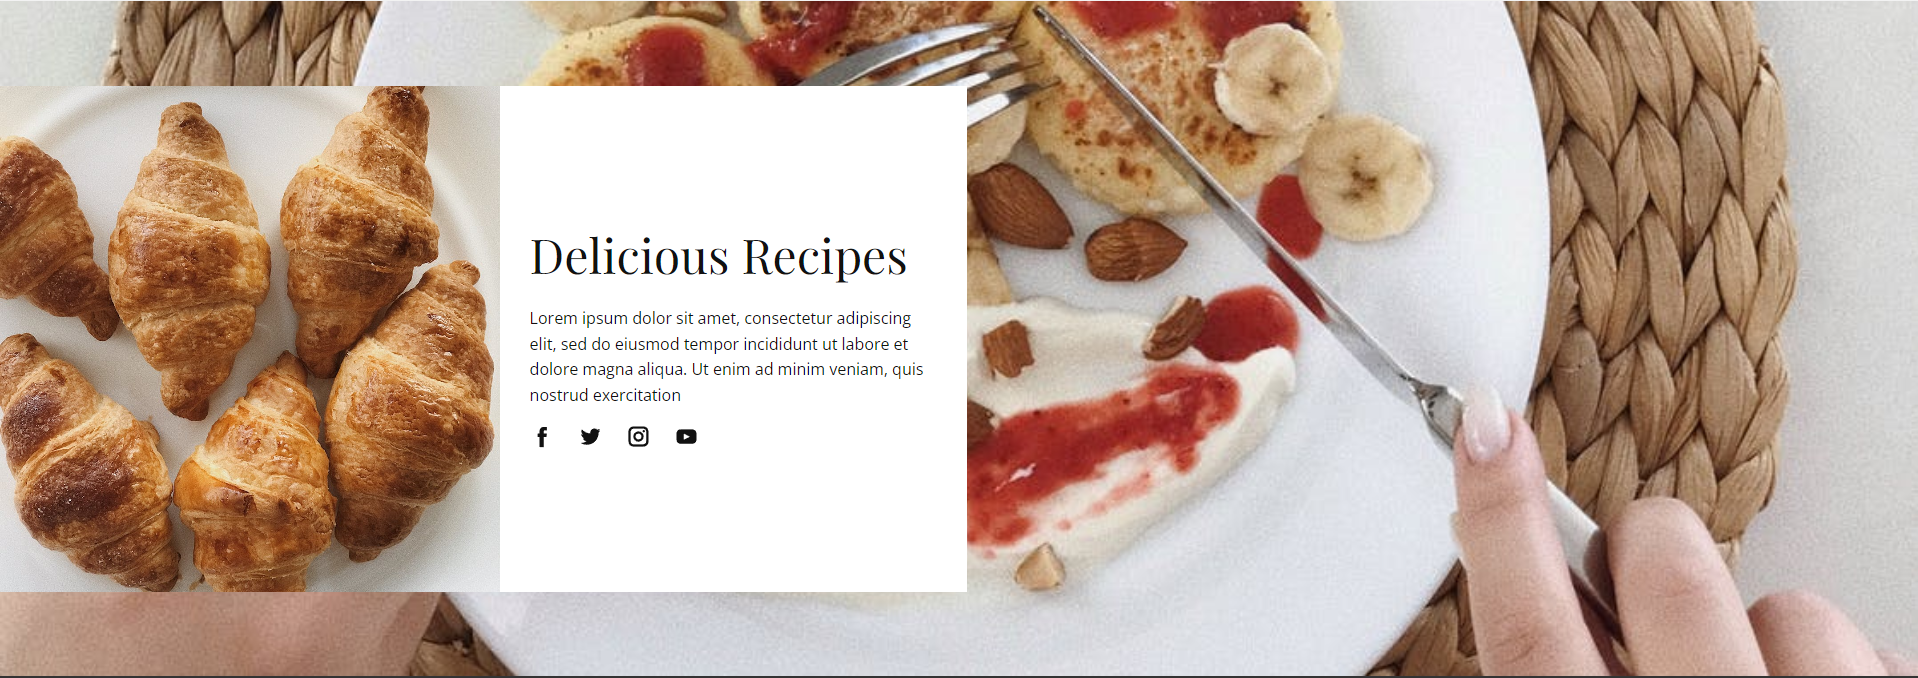 Delicious Recipes
Lorem ipsum dolor sit amet, consectetur adipiscing
elit, sed do eiusmod tempor incididunt ut labore et
dolore magna aliqua. Ut enim ad minim veniam, quis
nostrud exercitation